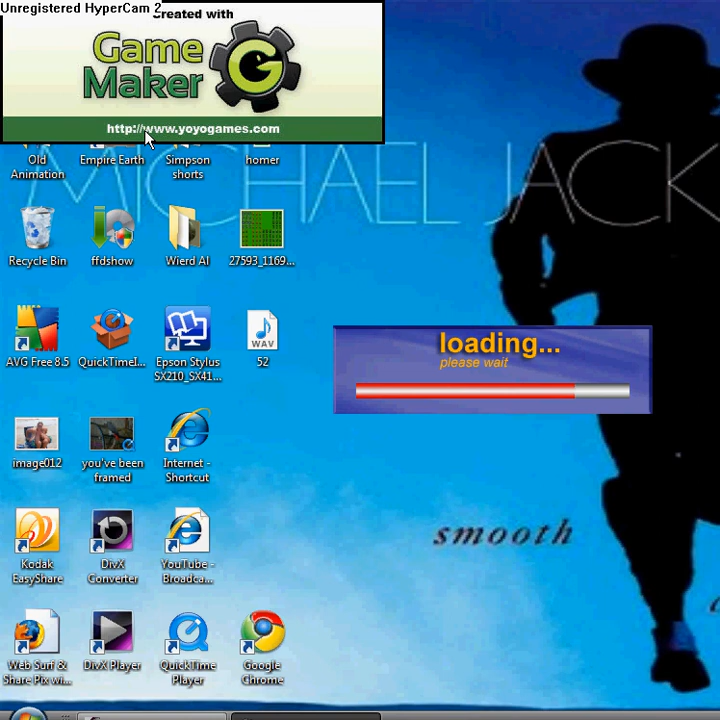 Unregistered HyperCam 2
Created with
Game
Maker
http://www.yoyogames.com
Old
Animation
Empire Earth
Simpson
shorts
homer
MICHAEL JACK
Recycle Bin
ffdshow
Wierd Al
27593_1169...
loading...
please wait
AVG Free 8.5
QuickTimeI...
Epson Stylus
SX210_SX41...
WAV
52
image012
you've been
framed
Internet -
Shortcut
smooth
Kodak
EasyShare
DivX
Converter
YouTube -
Broadca...
Web Surf &
Share Pix wi...
DivX Player
QuickTime
Player
Google
Chrome